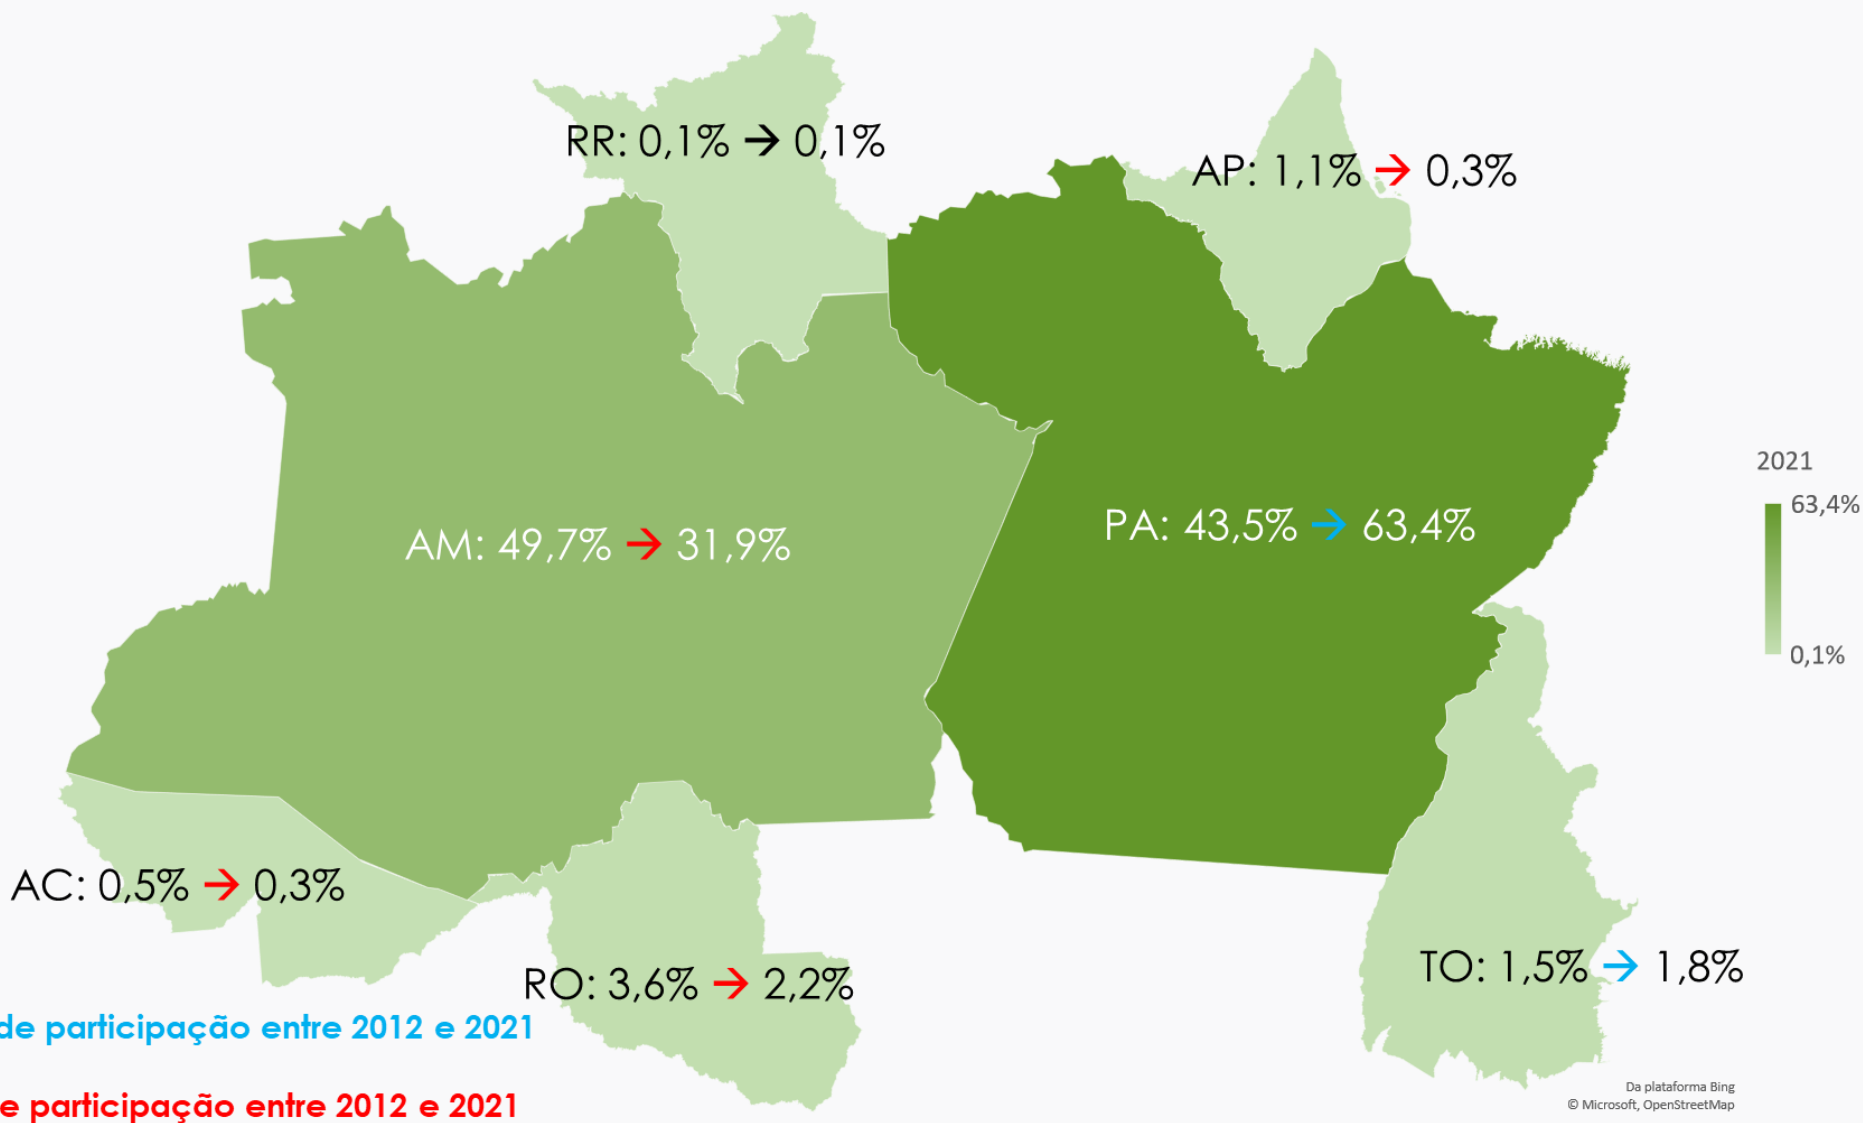 RR: 0,1% → 0,1%
AP: 1,1% → 0,3%
2021
63,4%
PA: 43,5% → 63,4%
AM: 49,7% → 31,9%
0,1%
AC: 0,5% → 0,3%
TO: 1,5% → 1,8%
RO: 3,6% → 2,2%
de participação entre 2012 e 2021
Da plataforma Bing
© Microsoft, OpenStreetMap
e participação entre 2012 e 2021